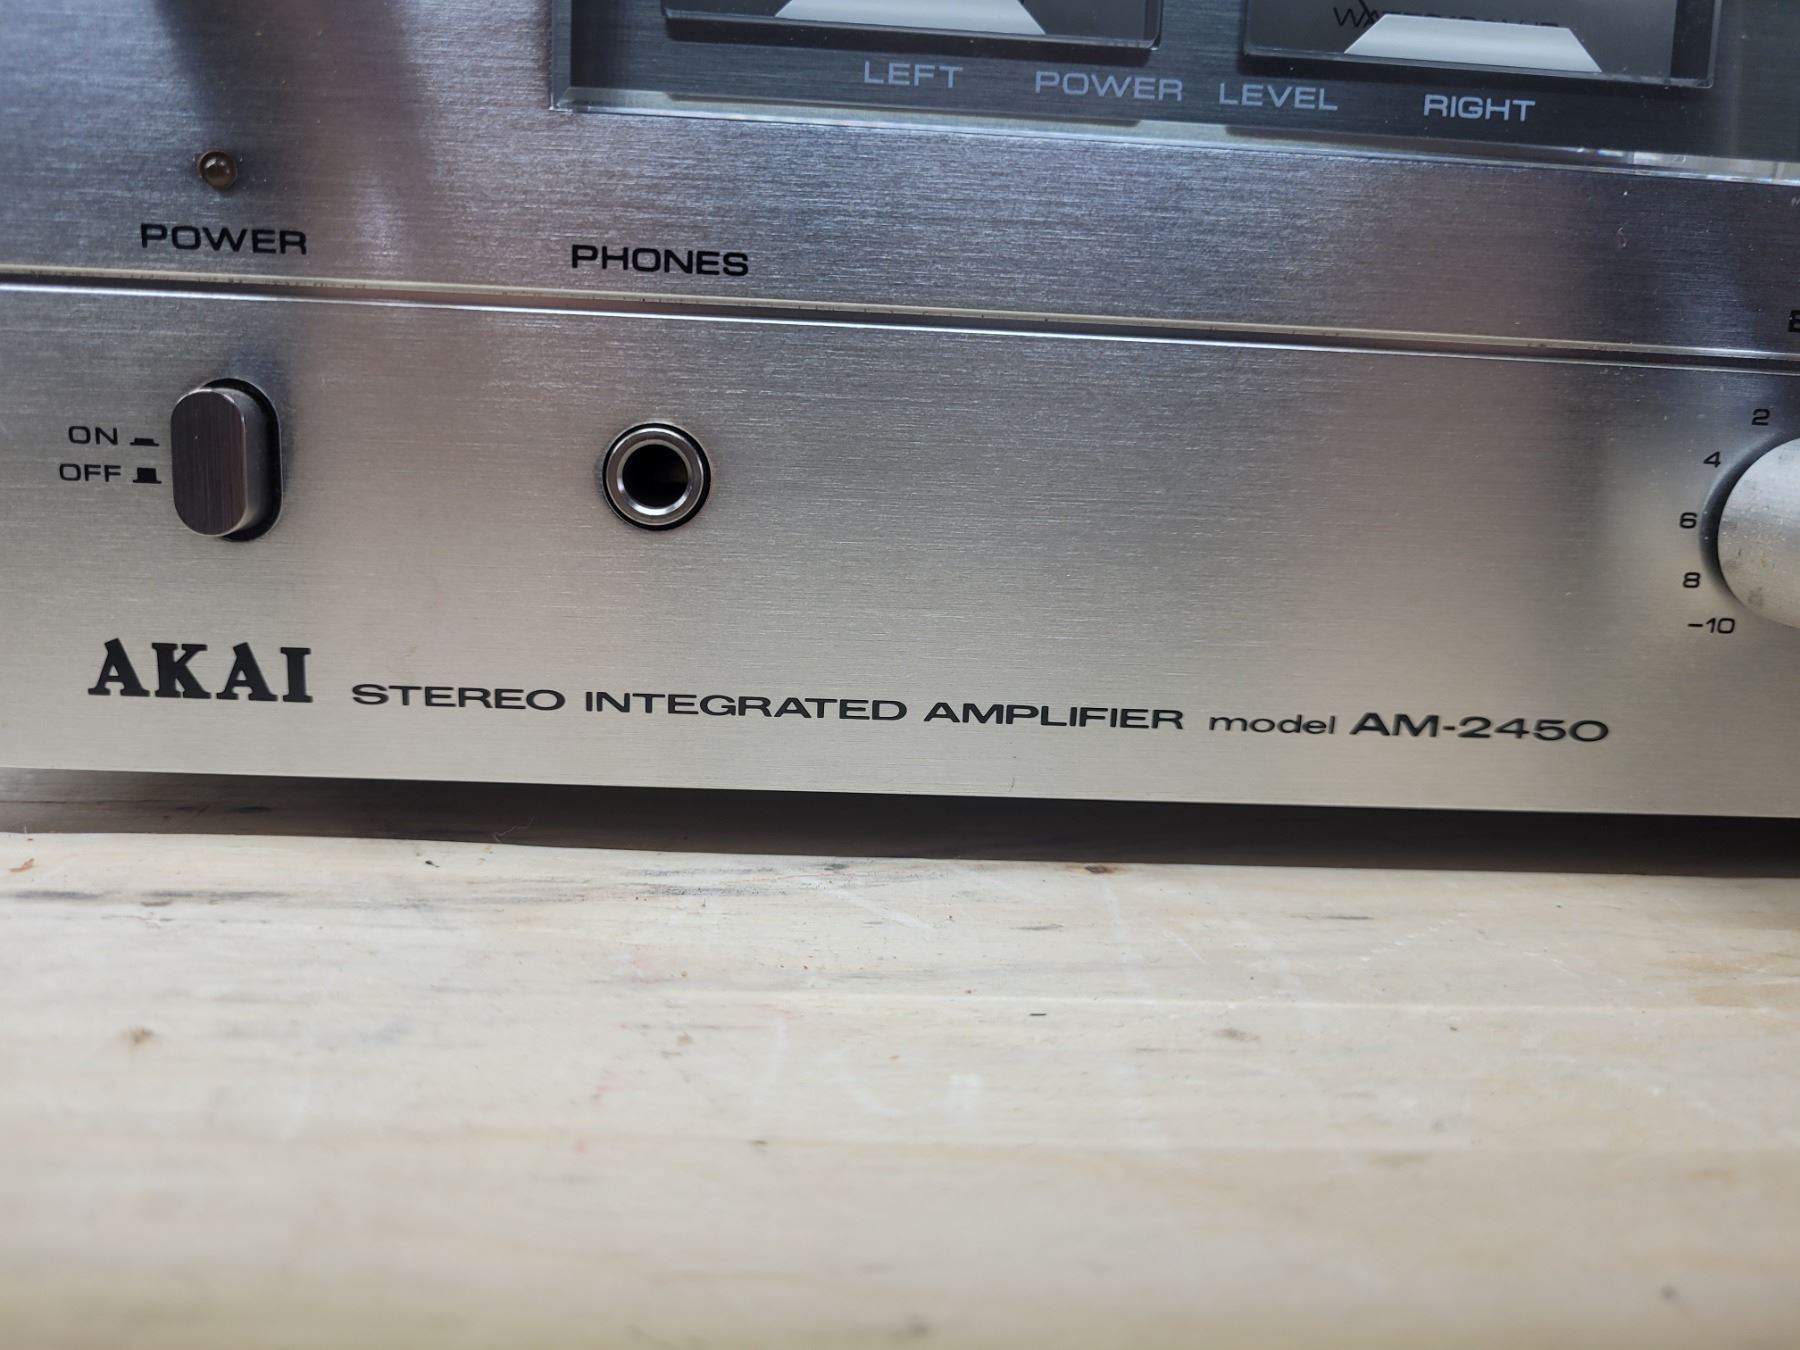 LEFT POWER LEVEL RIGHT
POWER
PHONES
ON
OFF
2
4
6
8
-10
AKAI STEREO INTEGRATED AMPLIFIER model AM-2450